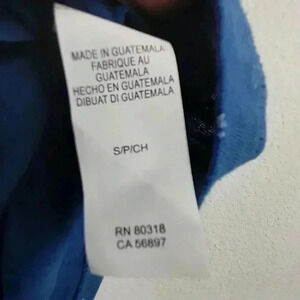 MADE IN GUATEMALA
FABRIQUE AU
GUATEMALA
HECHO EN GUATEMALA
DIBUAT DI GUATEMALA
S/P/CH
RN 80318
CA 56897